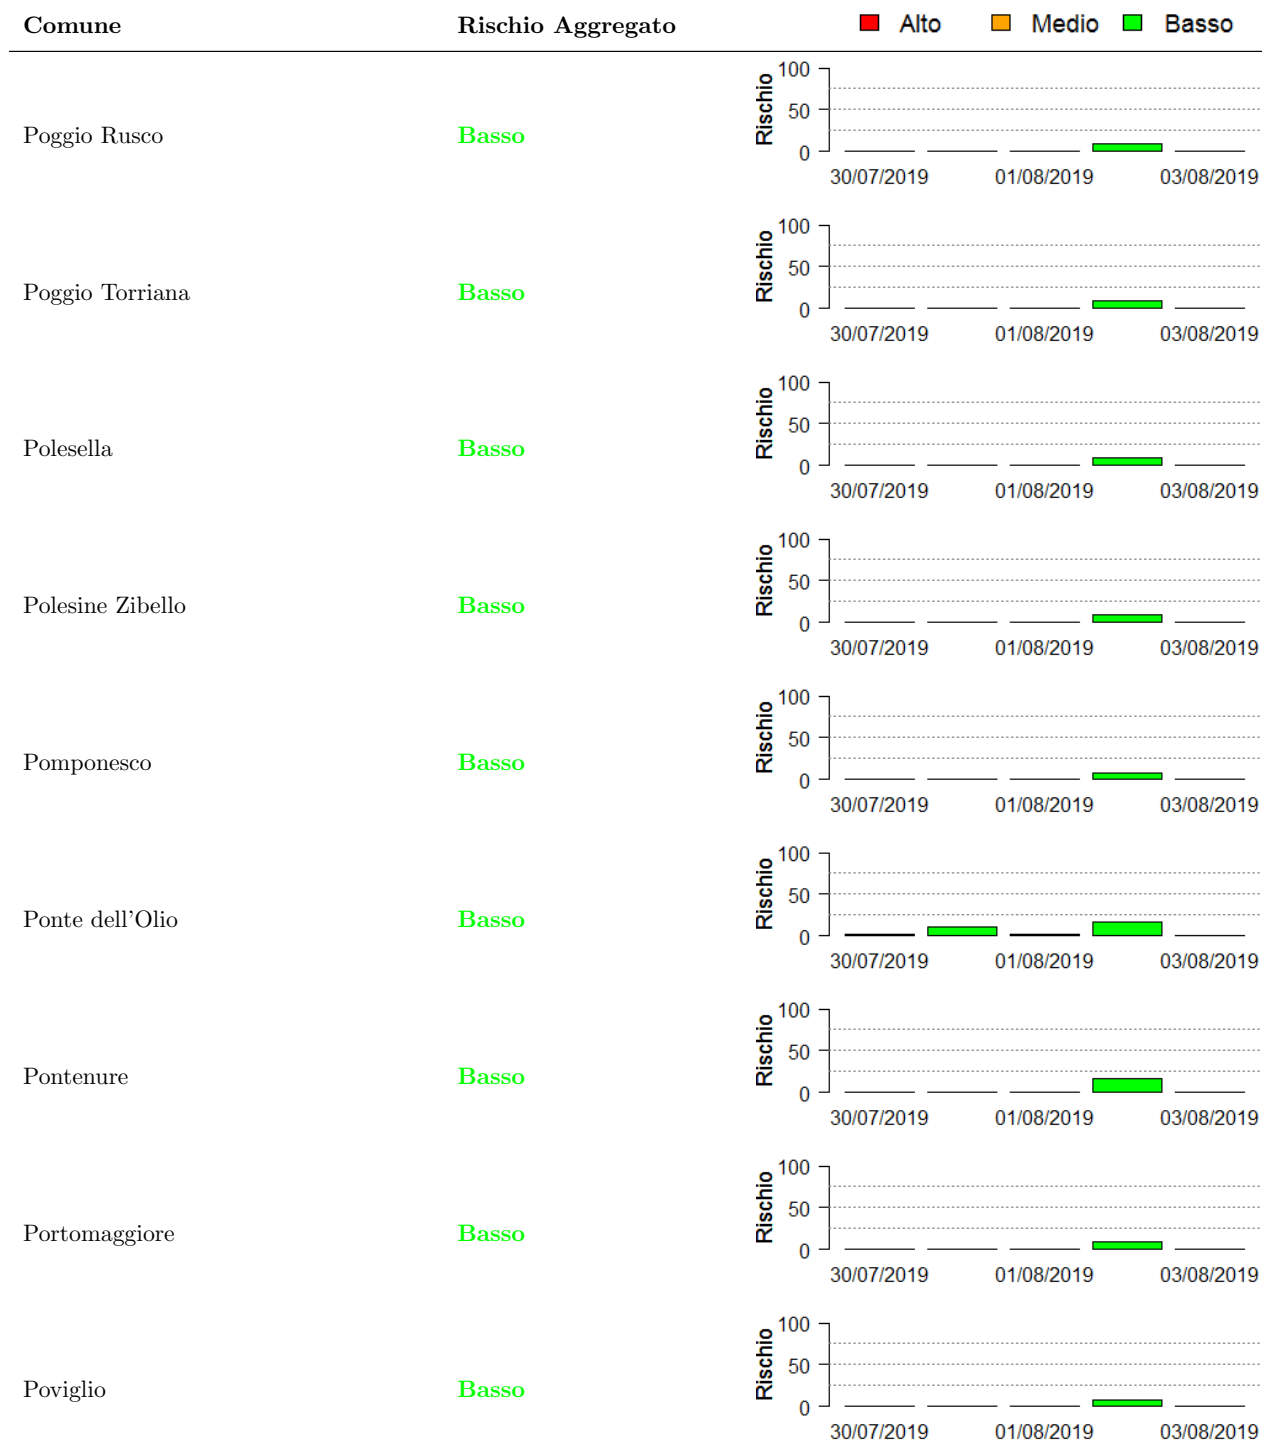 Comune Rischio Aggregato Alto Medio Basso
Poggio Rusco Basso Rischio 100 50 0
30/07/2019 01/08/2019 03/08/2019
Poggio Torriana Basso Rischio 100 50 0
30/07/2019 01/08/2019 03/08/2019
Polesella Basso Rischio 100 50 0
30/07/2019 01/08/2019 03/08/2019
Polesine Zibello Basso Rischio 100 50 0
30/07/2019 01/08/2019 03/08/2019
Pomponesco Basso Rischio 100 50 0
30/07/2019 01/08/2019 03/08/2019
Ponte dell'Olio Basso Rischio 100 50 0
30/07/2019 01/08/2019 03/08/2019
Pontenure Basso Rischio 100 50 0
30/07/2019 01/08/2019 03/08/2019
Portomaggiore Basso Rischio 100 50 0
30/07/2019 01/08/2019 03/08/2019
Poviglio Basso Rischio 100 50 0
30/07/2019 01/08/2019 03/08/2019